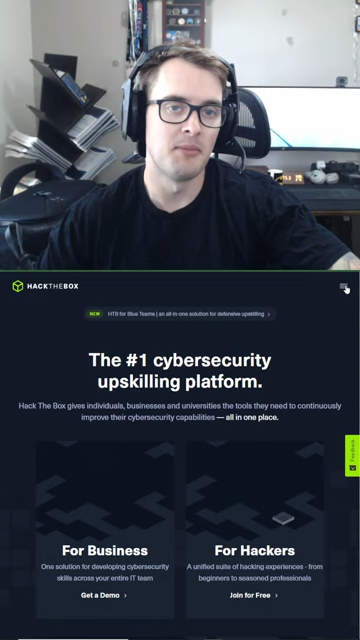 HACKTHEBOX
NEW HTB for Blue Teams | an all-in-one solution for defensive upskilling ›
The #1 cybersecurity
upskilling platform.
Hack The Box gives individuals, businesses and universities the tools they need to continuously
improve their cybersecurity capabilities — all in one place.
Feedback
For Business
One solution for developing cybersecurity
skills across your entire IT team
Get a Demo ›
For Hackers
A unified suite of hacking experiences - from
beginners to seasoned professionals
Join for Free ›